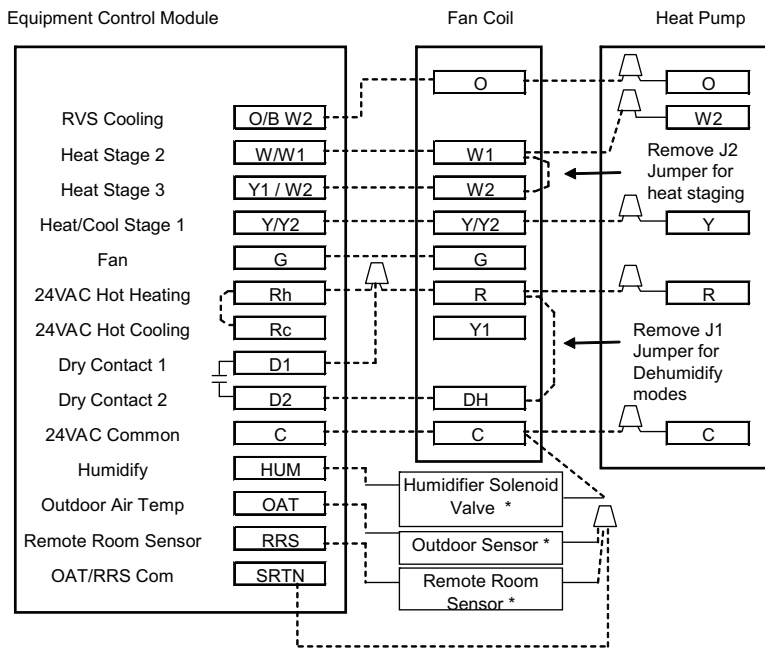 Equipment Control Module
Fan Coil
Heat Pump
O
O
RVS Cooling
O/B W2
W2
Heat Stage 2
W/W1
W1
Remove J2
Jumper for
heat staging
Heat Stage 3
Y1 / W2
W2
Heat/Cool Stage 1
Y/Y2
Y/Y2
Y
Fan
G
G
24VAC Hot Heating
Rh
R
R
24VAC Hot Cooling
Rc
Y1
Remove J1
Jumper for
Dehumidify
modes
Dry Contact 1
D1
Dry Contact 2
D2
DH
24VAC Common
C
C
C
Humidify
HUM
Humidifier Solenoid
Valve *
Outdoor Air Temp
OAT
Outdoor Sensor *
Remote Room Sensor
RRS
Remote Room
Sensor *
OAT/RRS Com
SRTN